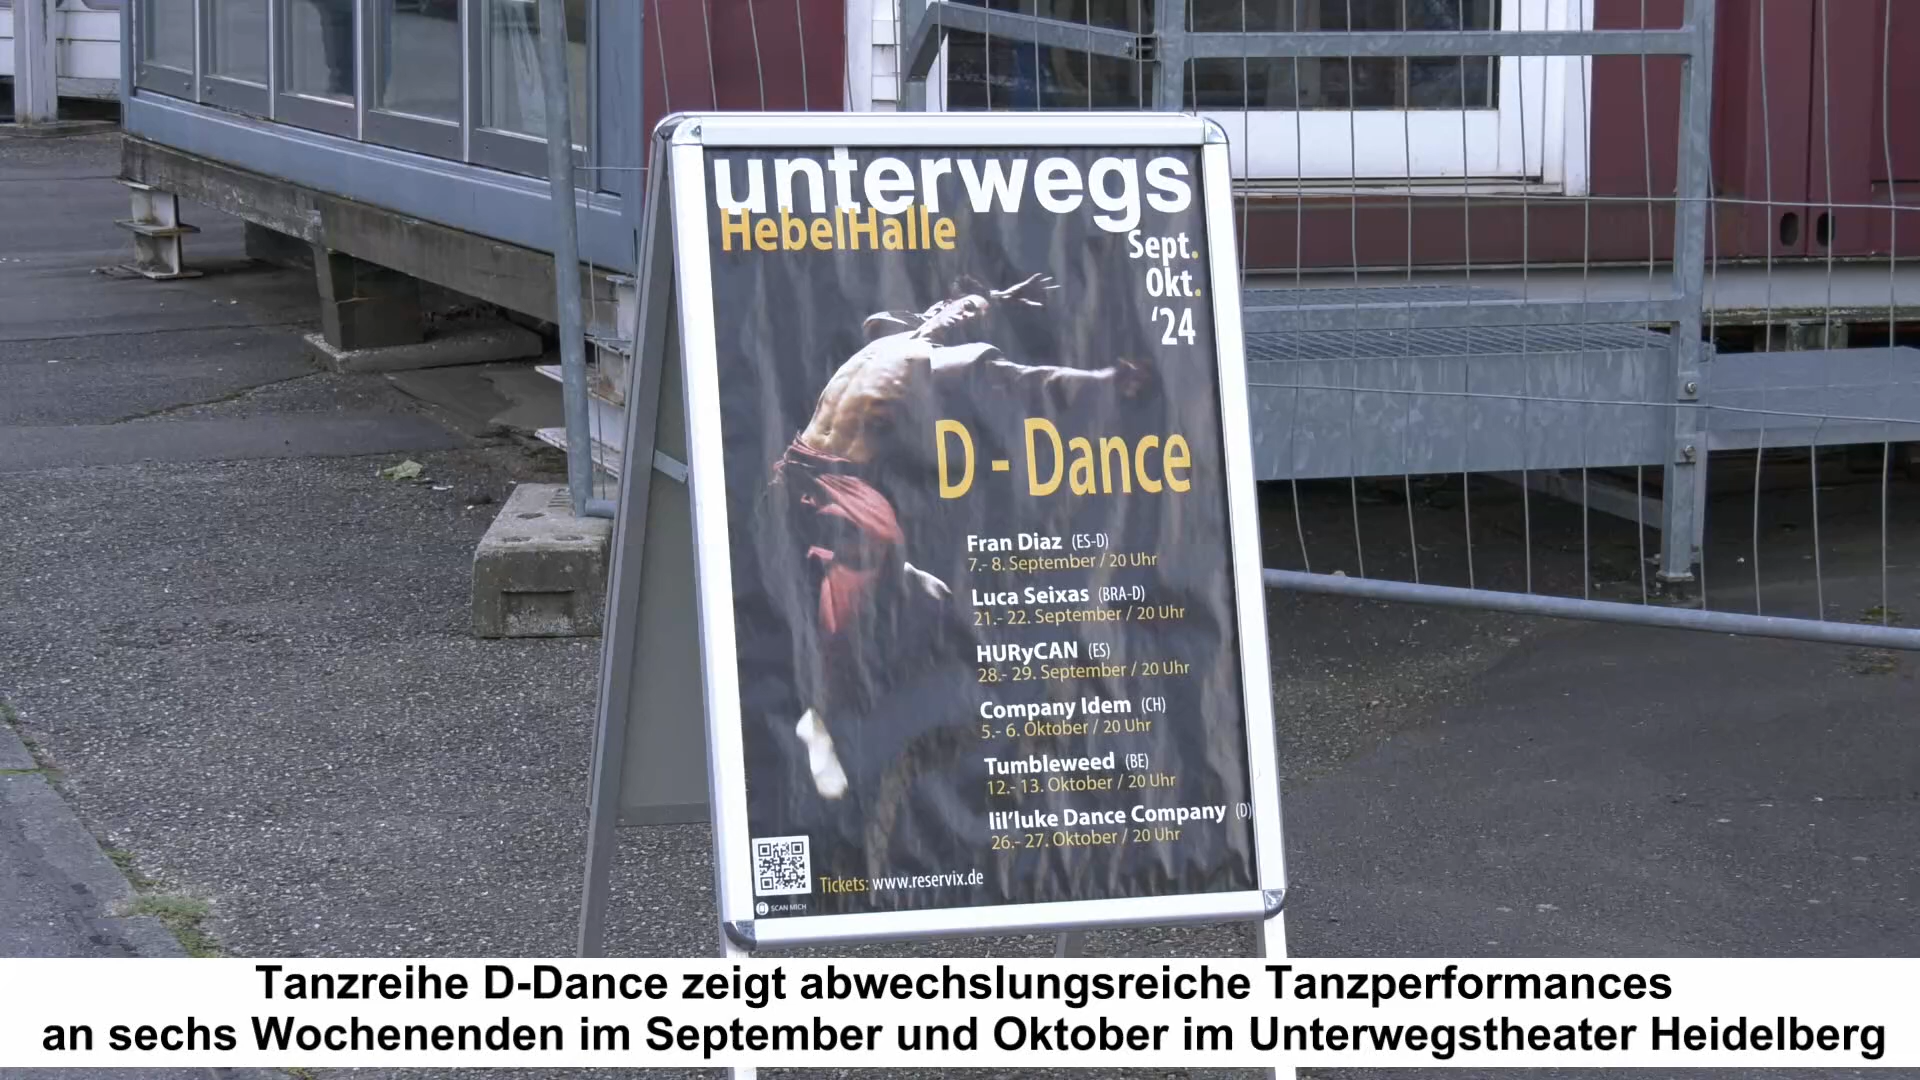 unterwegs
HebelHalle
Sept.
Okt.
‘24
D - Dance
Fran Diaz (ES-D)
7.- 8. September / 20 Uhr
Luca Seixas (BRA-D)
21.- 22. September / 20 Uhr
HURyCAN (ES)
28.- 29. September / 20 Uhr
Company Idem (CH)
5.- 6. Oktober / 20 Uhr
Tumbleweed (BE)
12.- 13. Oktober / 20 Uhr
lil’luke Dance Company (D)
26.- 27. Oktober / 20 Uhr
Tickets: www.reservix.de
SCAN MICH
Tanzreihe D-Dance zeigt abwechslungsreiche Tanzperformances
an sechs Wochenenden im September und Oktober im Unterwegstheater Heidelberg